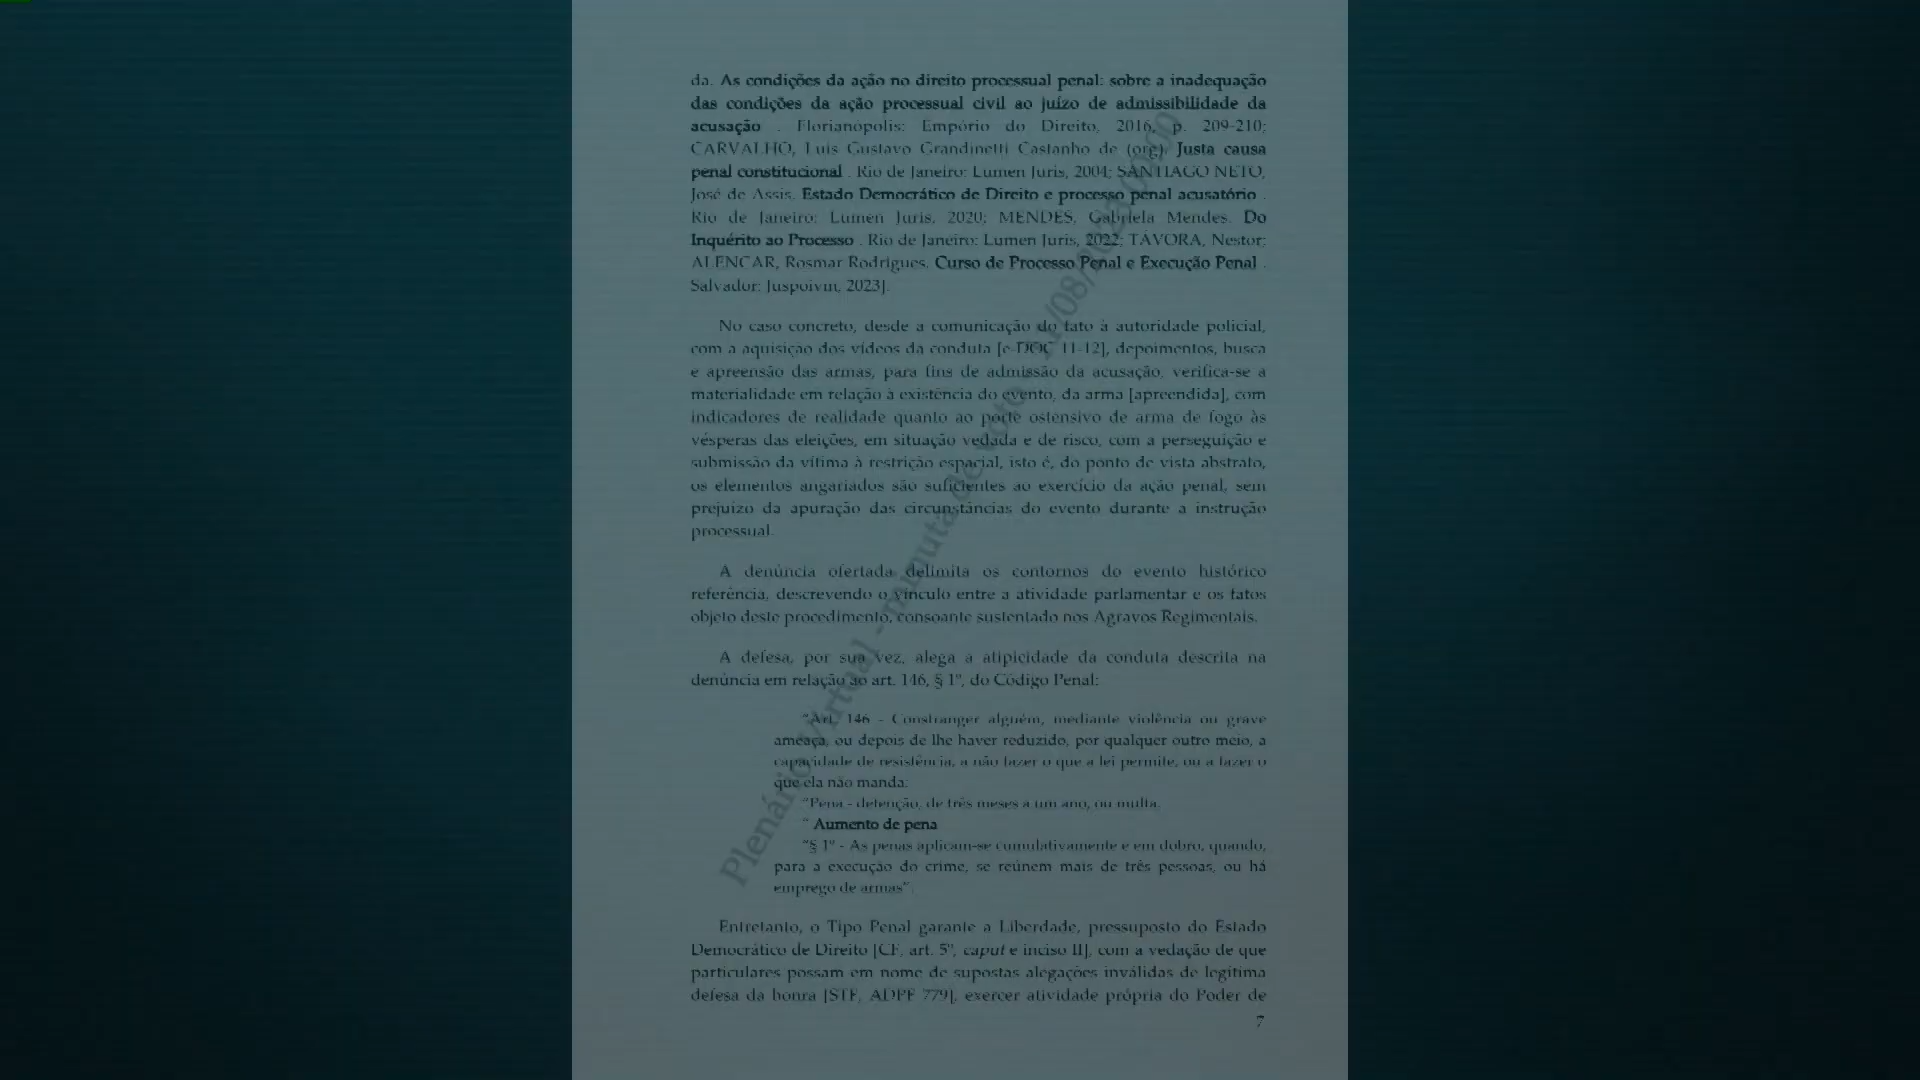 da. As condições da ação no direito processual penal: sobre a inadequação
das condições da ação processual civil ao juízo de admissibilidade da
acusação . Florianópolis: Empório do Direito, 2016, p. 209-210;
CARVALHO, Luis Gustavo Grandinetti Castanho de (org). Justa causa
penal constitucional . Rio de Janeiro: Lumen Juris, 2004; SANTIAGO NETO,
José de Assis. Estado Democrático de Direito e processo penal acusatório .
Rio de Janeiro: Lumen Juris, 2020; MENDES, Gabriela Mendes. Do
Inquérito ao Processo . Rio de Janeiro: Lumen Juris, 2022; TÁVORA, Nestor;
ALENCAR, Rosmar Rodrigues. Curso de Processo Penal e Execução Penal .
Salvador: Juspoivm, 2023].
No caso concreto, desde a comunicação do fato à autoridade policial,
com a aquisição dos vídeos da conduta [e-DOC 11-12], depoimentos, busca
e apreensão das armas, para fins de admissão da acusação, verifica-se a
materialidade em relação à existência do evento, da arma [apreendida], com
indicadores de realidade quanto ao porte ostensivo de arma de fogo às
vésperas das eleições, em situação vedada e de risco, com a perseguição e
submissão da vítima à restrição espacial, isto é, do ponto de vista abstrato,
os elementos angariados são suficientes ao exercício da ação penal, sem
prejuízo da apuração das circunstâncias do evento durante a instrução
processual.
A denúncia ofertada delimita os contornos do evento histórico
referência, descrevendo o vínculo entre a atividade parlamentar e os fatos
objeto deste procedimento, consoante sustentado nos Agravos Regimentais.
A defesa, por sua vez, alega a atipicidade da conduta descrita na
denúncia em relação ao art. 146, § 1º, do Código Penal:
"Art. 146 - Constranger alguém, mediante violência ou grave
ameaça, ou depois de lhe haver reduzido, por qualquer outro meio, a
capacidade de resistência, a não fazer o que a lei permite, ou a fazer o
que ela não manda:
"Pena - detenção, de três meses a um ano, ou multa.
" Aumento de pena
"§ 1º - As penas aplicam-se cumulativamente e em dobro, quando,
para a execução do crime, se reúnem mais de três pessoas, ou há
emprego de armas".
Entretanto, o Tipo Penal garante a Liberdade, pressuposto do Estado
Democrático de Direito [CF, art. 5º, caput e inciso II], com a vedação de que
particulares possam em nome de supostas alegações inválidas de legítima
defesa da honra [STF, ADPF 779], exercer atividade própria do Poder de
7
Plenário Virtual - minuta de voto